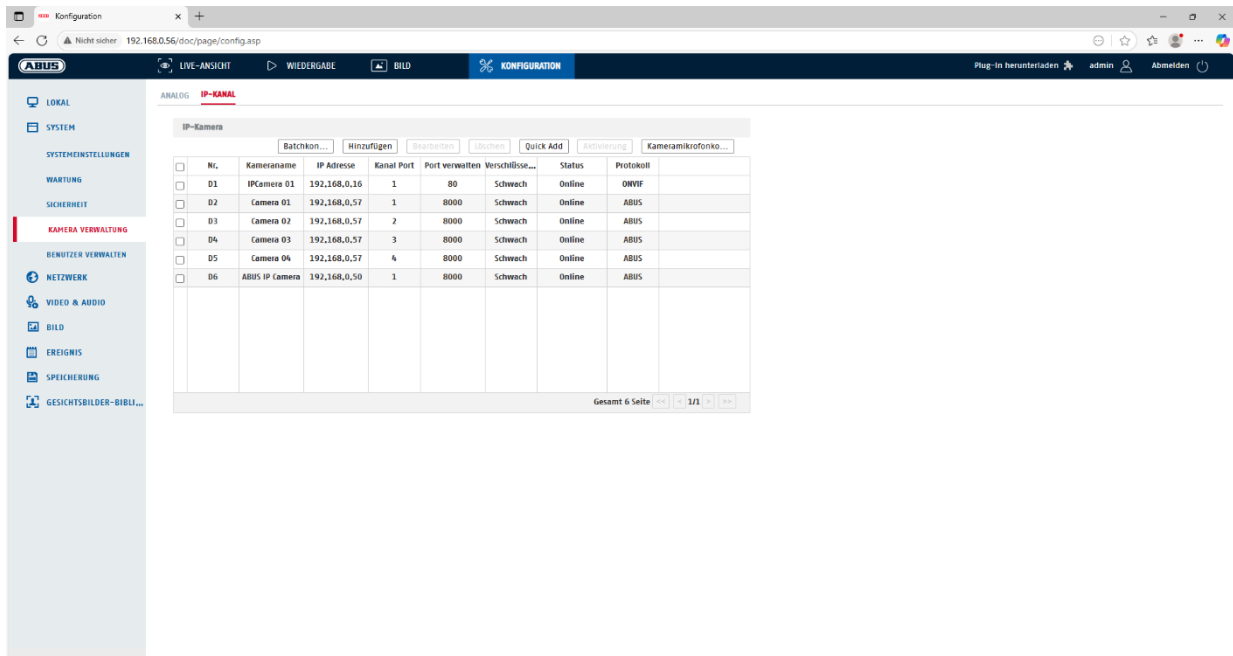 Konfiguration
Nicht sicher 192.168.0.56/doc/page/config.asp
ABUS LIVE-ANSICHT WIEDERGABE BILD KONFIGURATION Plug-In herunterladen admin Abmelden
ANALOG IP-KANAL
LOKAL
SYSTEM
SYSTEMEINSTELLUNGEN
WARTUNG
SICHERHEIT
KAMERA VERWALTUNG
BENUTZER VERWALTEN
NETZWERK
VIDEO & AUDIO
BILD
EREIGNIS
SPEICHERUNG
GESICHTSBILDER-BIBLI...
IP-Kamera
Batchkon... Hinzufügen Bearbeiten Löschen Quick Add Aktivierung Kameramikrofonko...
Nr. Kameraname IP Adresse Kanal Port Port verwalten Verschlüsse... Status Protokoll
D1 IPCamera 01 192.168.0.16 1 80 Schwach Online ONVIF
D2 Camera 01 192.168.0.57 1 8000 Schwach Online ABUS
D3 Camera 02 192.168.0.57 2 8000 Schwach Online ABUS
D4 Camera 03 192.168.0.57 3 8000 Schwach Online ABUS
D5 Camera 04 192.168.0.57 4 8000 Schwach Online ABUS
D6 ABUS IP Camera 192.168.0.50 1 8000 Schwach Online ABUS
Gesamt 6 Seite << < 1/1 > >>